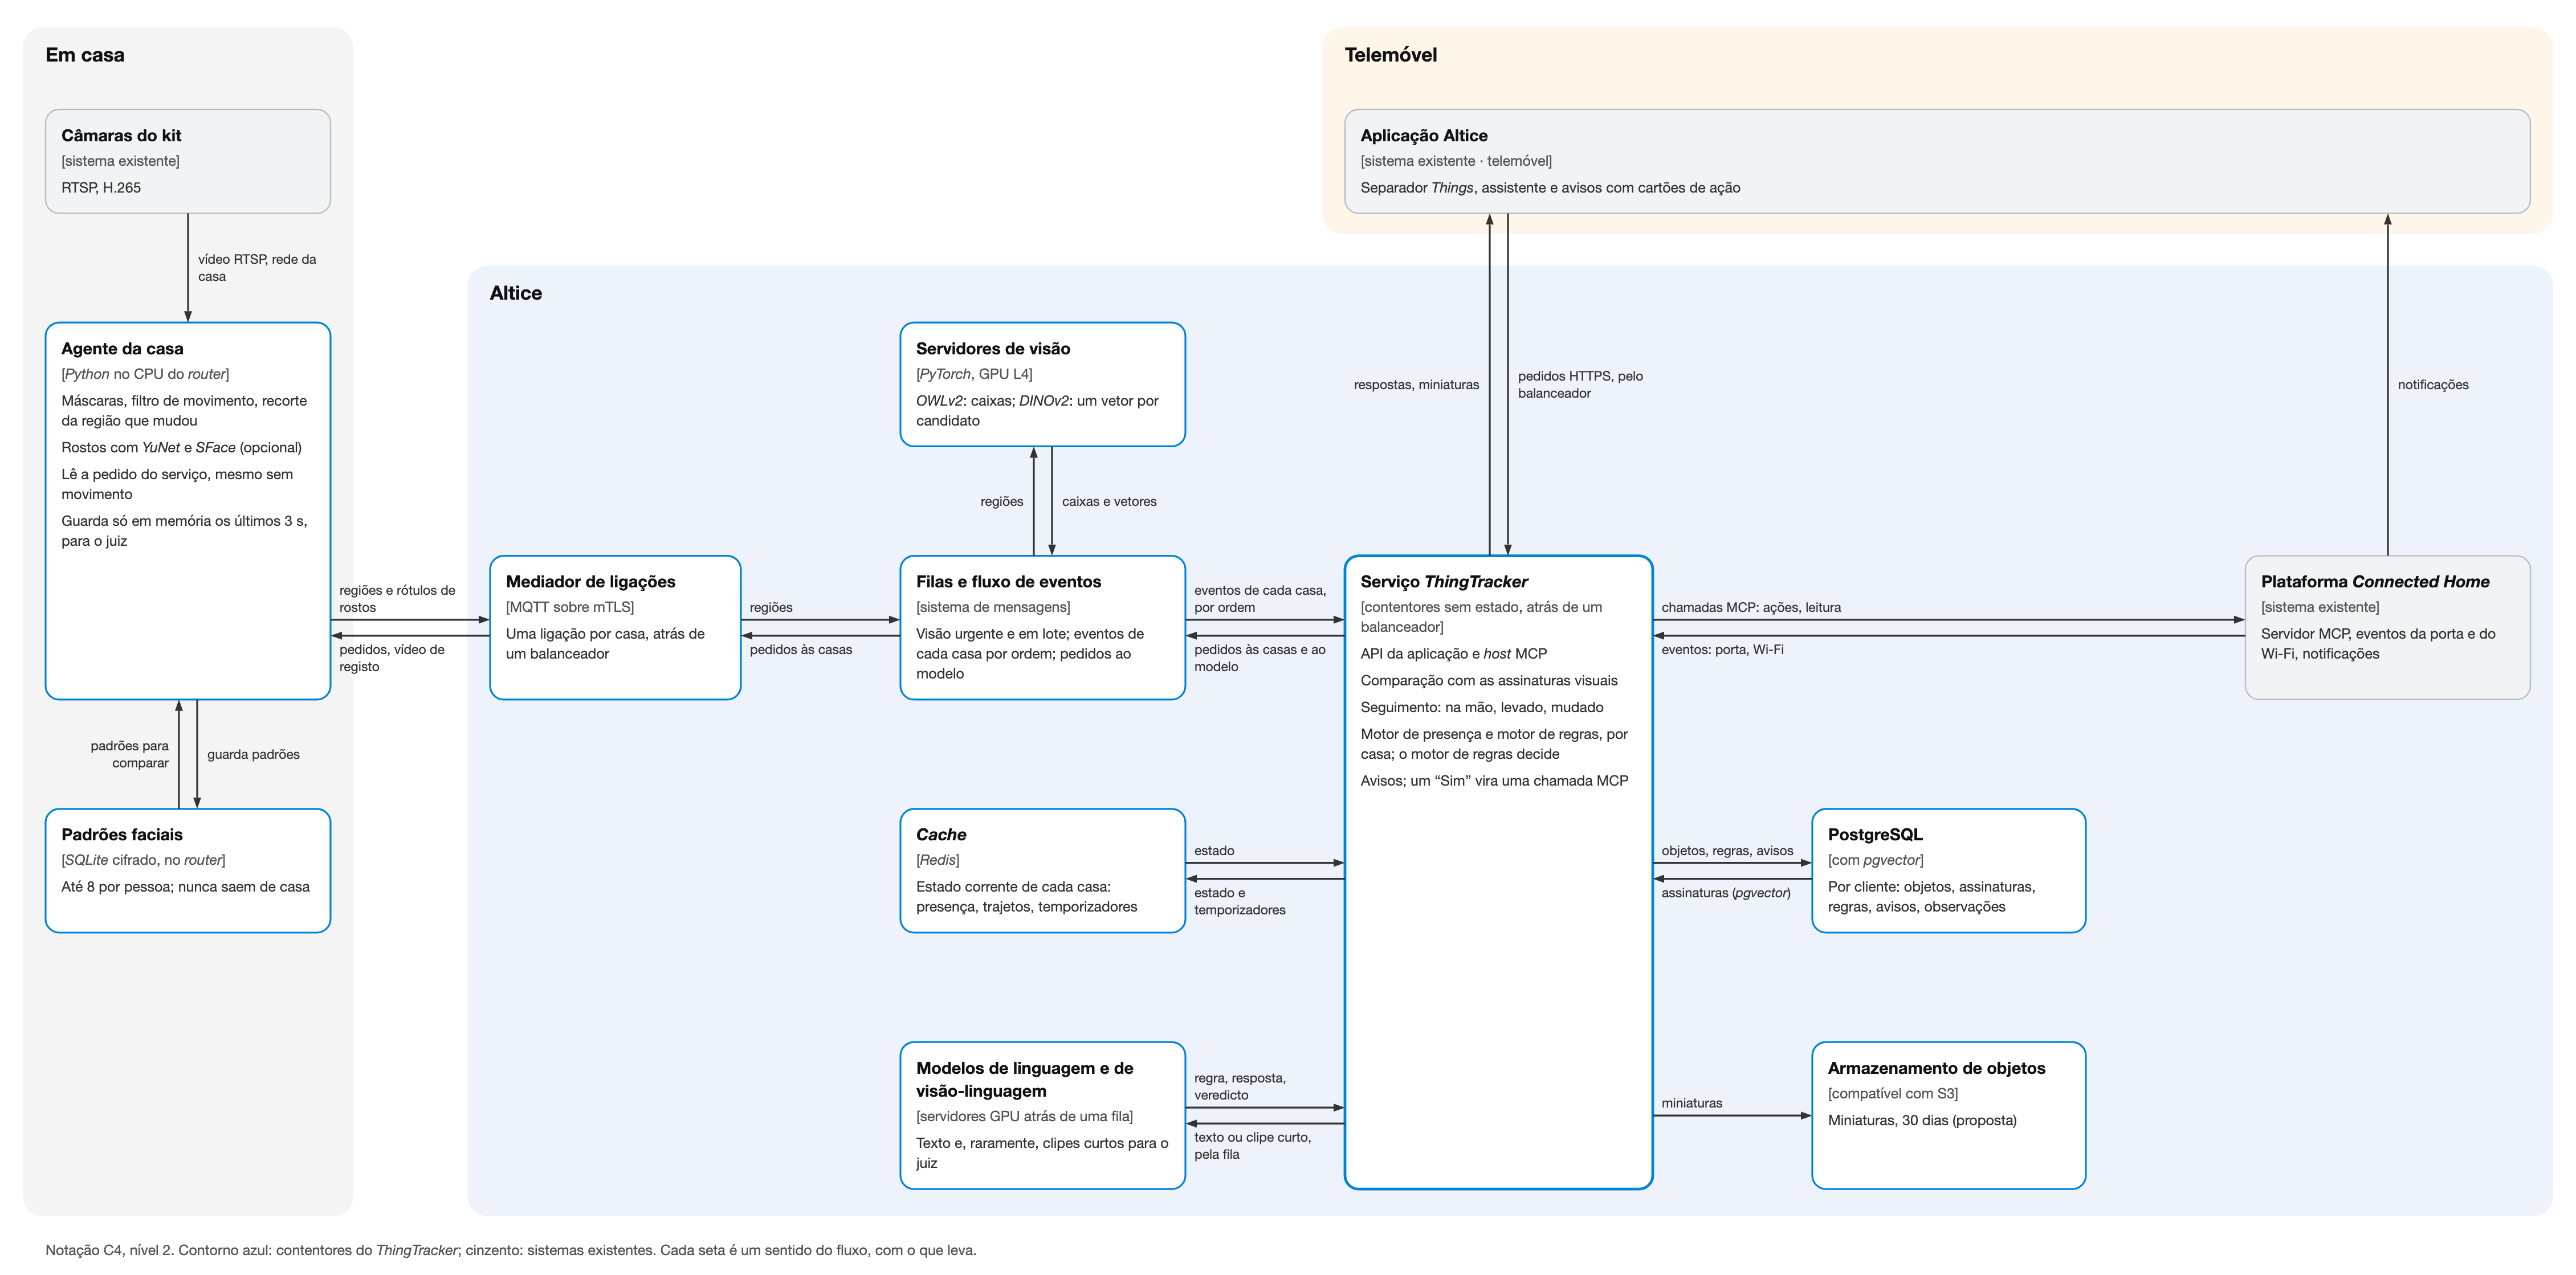 Em casa
Câmaras do kit
[sistema existente]
RTSP, H.265
vídeo RTSP, rede da
casa
Agente da casa
[Python no CPU do router]
Máscaras, filtro de movimento, recorte
da região que mudou
Rostos com YuNet e SFace (opcional)
Lê a pedido do serviço, mesmo sem
movimento
Guarda só em memória os últimos 3 s,
para o juiz
padrões para
comparar
guarda padrões
Padrões faciais
[SQLite cifrado, no router]
Até 8 por pessoa; nunca saem de casa
regiões e rótulos de
rostos
pedidos, vídeo de
registo
Telemóvel
Aplicação Altice
[sistema existente · telemóvel]
Separador Things, assistente e avisos com cartões de ação
respostas, miniaturas
pedidos HTTPS, pelo
balanceador
notificações
Altice
Servidores de visão
[PyTorch, GPU L4]
OWLv2: caixas; DINOv2: um vetor por
candidato
regiões
caixas e vetores
Mediador de ligações
[MQTT sobre mTLS]
Uma ligação por casa, atrás de
um balanceador
regiões
pedidos às casas
Filas e fluxo de eventos
[sistema de mensagens]
Visão urgente e em lote; eventos de
cada casa por ordem; pedidos ao
modelo
eventos de cada casa,
por ordem
pedidos às casas e ao
modelo
Serviço ThingTracker
[contentores sem estado, atrás de um
balanceador]
API da aplicação e host MCP
Comparação com as assinaturas visuais
Seguimento: na mão, levado, mudado
Motor de presença e motor de regras, por
casa; o motor de regras decide
Avisos; um “Sim” vira uma chamada MCP
chamadas MCP: ações, leitura
eventos: porta, Wi-Fi
Plataforma Connected Home
[sistema existente]
Servidor MCP, eventos da porta e do
Wi-Fi, notificações
Cache
[Redis]
Estado corrente de cada casa:
presença, trajetos, temporizadores
estado
estado e
temporizadores
objetos, regras, avisos
assinaturas (pgvector)
PostgreSQL
[com pgvector]
Por cliente: objetos, assinaturas,
regras, avisos, observações
Modelos de linguagem e de
visão-linguagem
[servidores GPU atrás de uma fila]
Texto e, raramente, clipes curtos para o
juiz
regra, resposta,
veredicto
texto ou clipe curto,
pela fila
miniaturas
Armazenamento de objetos
[compatível com S3]
Miniaturas, 30 dias (proposta)
Notação C4, nível 2. Contorno azul: contentores do ThingTracker; cinzento: sistemas existentes. Cada seta é um sentido do fluxo, com o que leva.